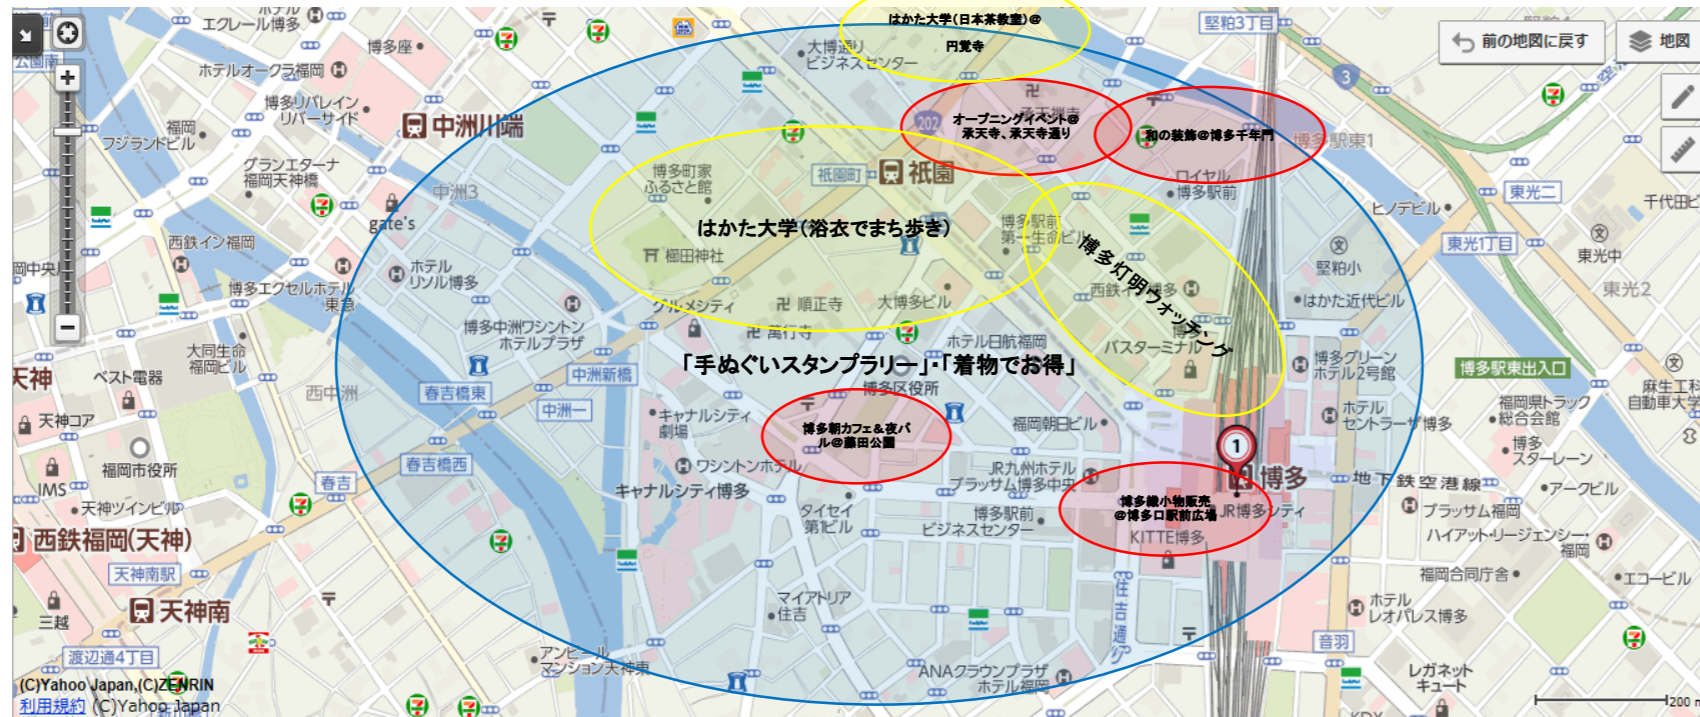 はかた大学(日本茶教室)@
円覚寺
オープニングイベント@
承天寺、承天寺通り
和の装飾@博多千年門
はかた大学(浴衣でまち歩き)
博多灯明ウォッチング
「手ぬぐいスタンプラリー」・「着物でお得」
博多朝カフェ&夜バ
ル@藤田公園
博多織小物販売
@博多口駅前広場
前の地図に戻す
地図
エクレール博多
博多座
大博通り
ビジネスセンター
堅粕3丁目
3
ホテルオークラ福岡
博多リバレイン
リバーサイド
中洲川端
202
承天禅寺
博多駅東1
福岡
フジランドビル
グランエターナ
福岡天神橋
中洲3
gate's
博多町家
ふるさと館
祇園町
祇園
ロイヤル
博多駅前
ヒノデビル
東光二
千代田ビ
西鉄イン福岡
ホテル
リソル博多
櫛田神社
博多駅前
第一生命ビル
東光1丁目
東光中
堅粕小
東光2
博多エクセルホテル
東急
グルメシティ
順正寺
大博多ビル
西鉄イン博多
はかた近代ビル
博多中洲ワシントン
ホテルプラザ
萬行寺
ホテル日航福岡
博多
バスターミナル
大同生命
福岡ビル
天神
ベスト電器
西中洲
春吉橋東
中洲新橋
中洲一
博多区役所
博多グリーン
ホテル2号館
博多駅東出入口
麻生工科
自動車大学
天神コア
キャナルシティ
劇場
福岡朝日ビル
ホテル
セントラーザ博多
福岡県トラック
総合会館
博多
スターレーン
福岡市役所
春吉橋西
ワシントンホテル
JR九州ホテル
ブラッサム博多中央
1
博多
地下鉄空港線
IMS
春吉
キャナルシティ博多
アークビル
天神ツインビル
タイセイ
第1ビル
博多駅前
ビジネスセンター
JR博多シティ
ブラッサム福岡
KITTE博多
ハイアット・リージェンシー・
福岡
西鉄福岡(天神)
天神南駅
住吉通り
福岡合同庁舎
エコービル
天神南
三越
マイアトリア
住吉
ホテル
レオパレス博多
音羽
渡辺通4丁目
アンピール
マンション天神東
ANAクラウンプラザ
ホテル福岡
レガネット
キュート
(C)Yahoo Japan,(C)ZENRIN
利用規約 (C)Yahoo Japan
200 m